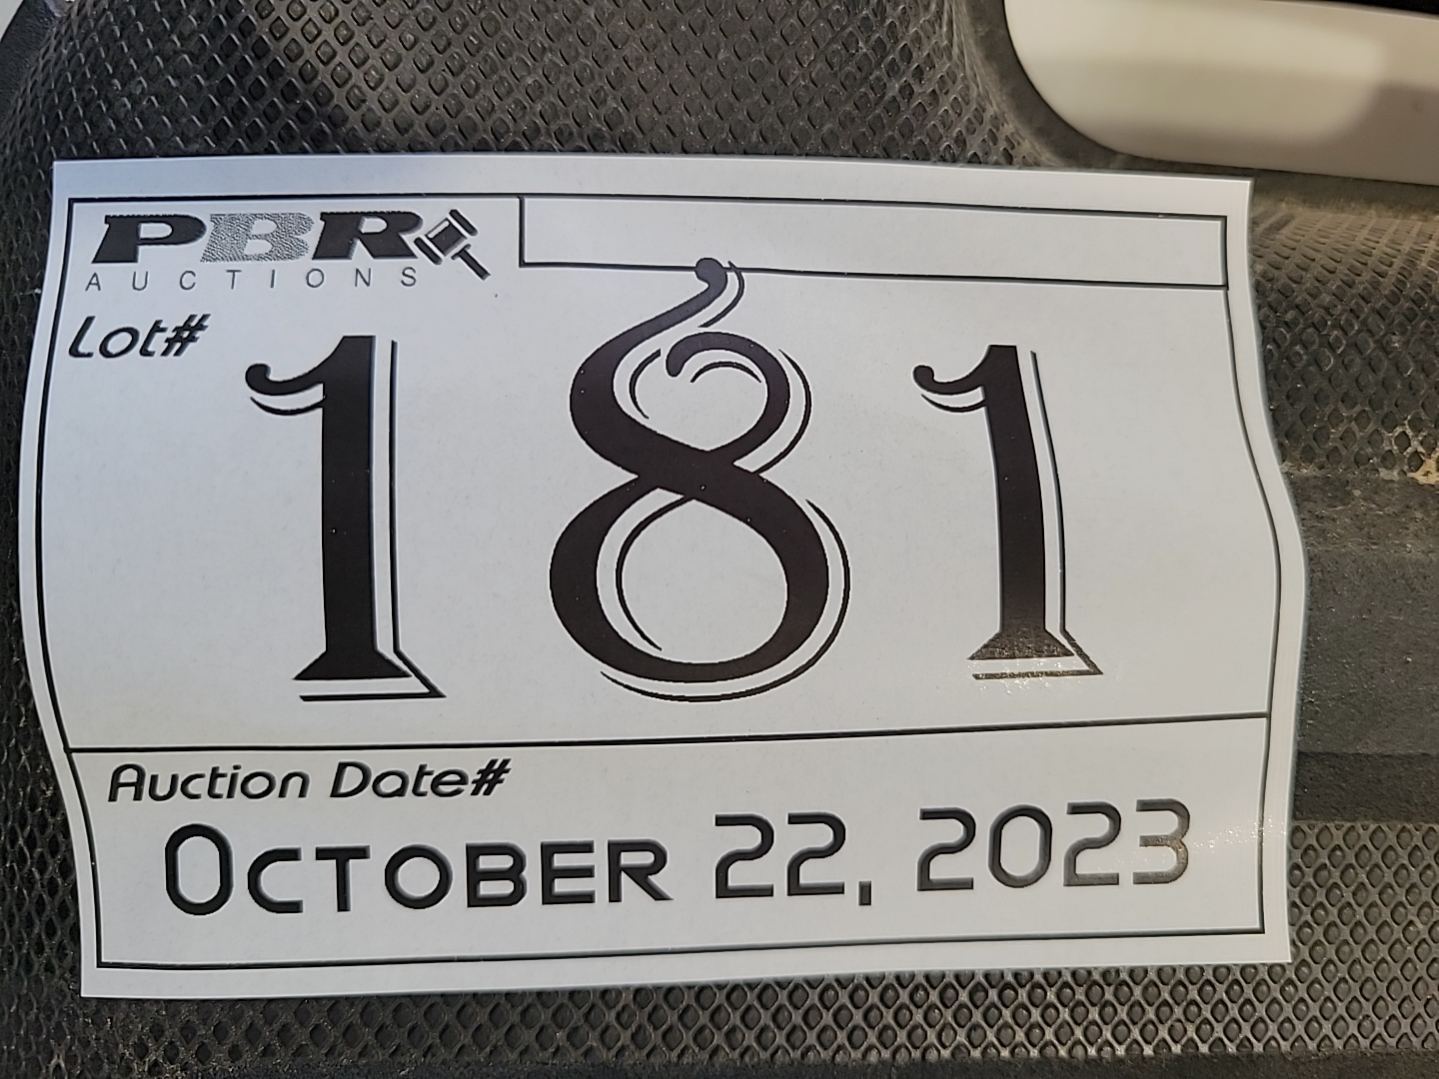 PBR
AUCTIONS
Lot#
181
Auction Date#
October 22, 2023